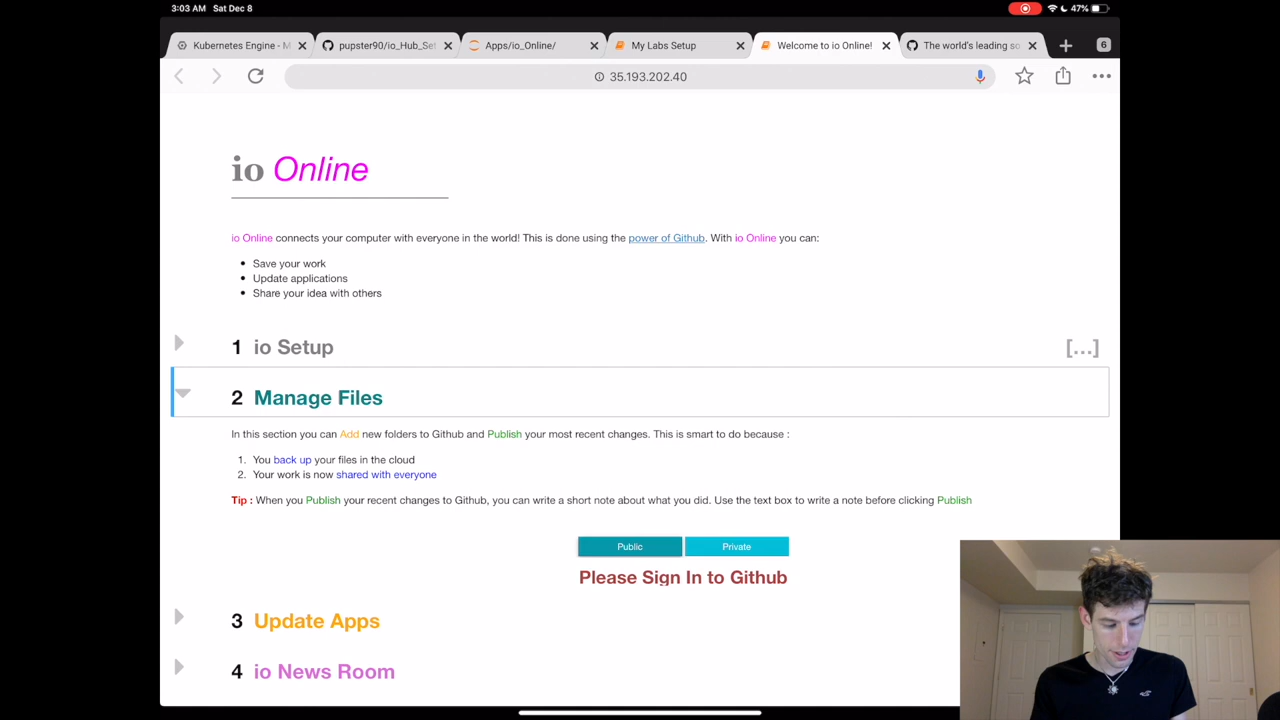 3:03 AM Sat Dec 8
47%
Kubernetes Engine - M
pupster90/io_Hub_Set
Apps/io_Online/
My Labs Setup
Welcome to io Online!
The world's leading so
6
35.193.202.40
io Online
io Online connects your computer with everyone in the world! This is done using the power of Github. With io Online you can:
Save your work
Update applications
Share your idea with others
1 io Setup
[...]
2 Manage Files
In this section you can Add new folders to Github and Publish your most recent changes. This is smart to do because :
1. You back up your files in the cloud
2. Your work is now shared with everyone
Tip : When you Publish your recent changes to Github, you can write a short note about what you did. Use the text box to write a note before clicking Publish
Public
Private
Please Sign In to Github
3 Update Apps
4 io News Room